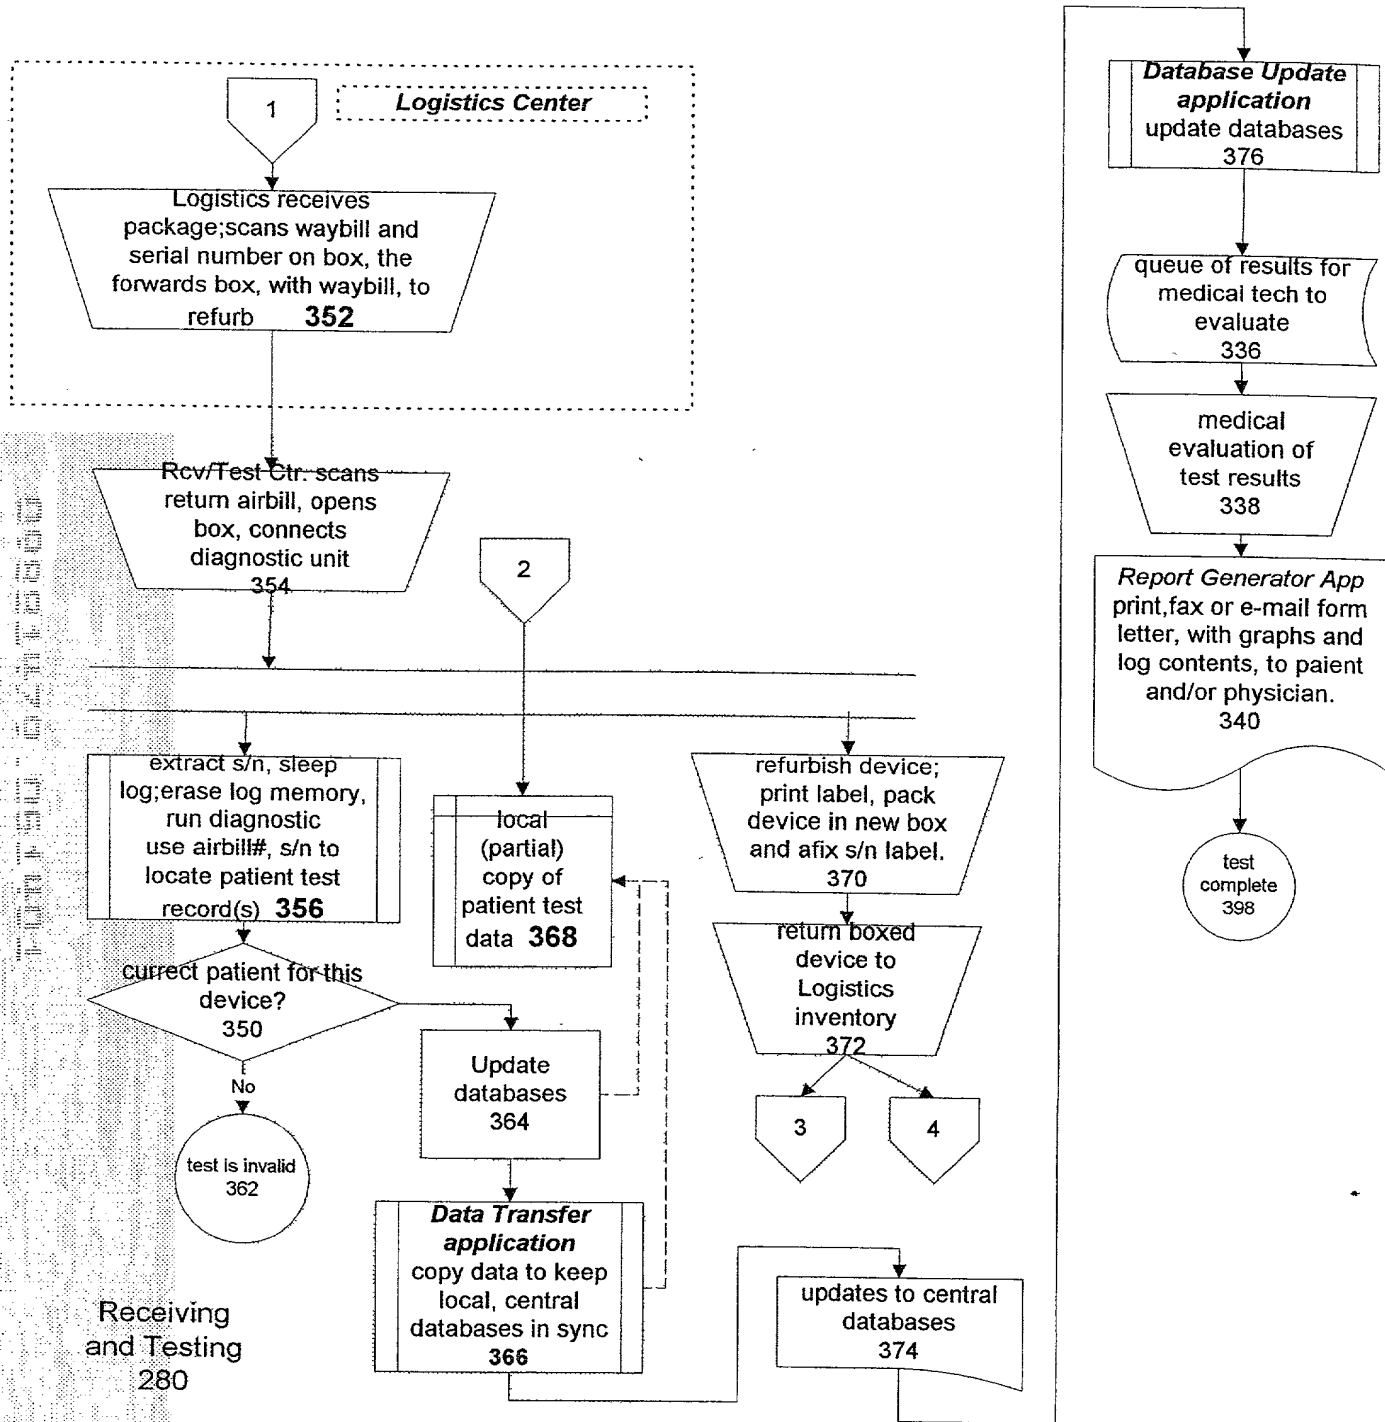 1
Logistics Center
Logistics receives
package;scans waybill and
serial number on box, the
forwards box, with waybill, to
refurb 352
Rcv/Test Ctr. scans
return airbill, opens
box, connects
diagnostic unit
354
2
extract s/n, sleep
log;erase log memory,
run diagnostic
use airbill#, s/n to
locate patient test
record(s) 356
local
(partial)
copy of
patient test
data 368
refurbish device;
print label, pack
device in new box
and afix s/n label.
370
return boxed
device to
Logistics
inventory
372
currect patient for this
device?
350
No
test is invalid
362
Update
databases
364
3
4
Data Transfer
application
copy data to keep
local, central
databases in sync
366
updates to central
databases
374
Receiving
and Testing
280
Database Update
application
update databases
376
queue of results for
medical tech to
evaluate
336
medical
evaluation of
test results
338
Report Generator App
print,fax or e-mail form
letter, with graphs and
log contents, to paient
and/or physician.
340
test
complete
398